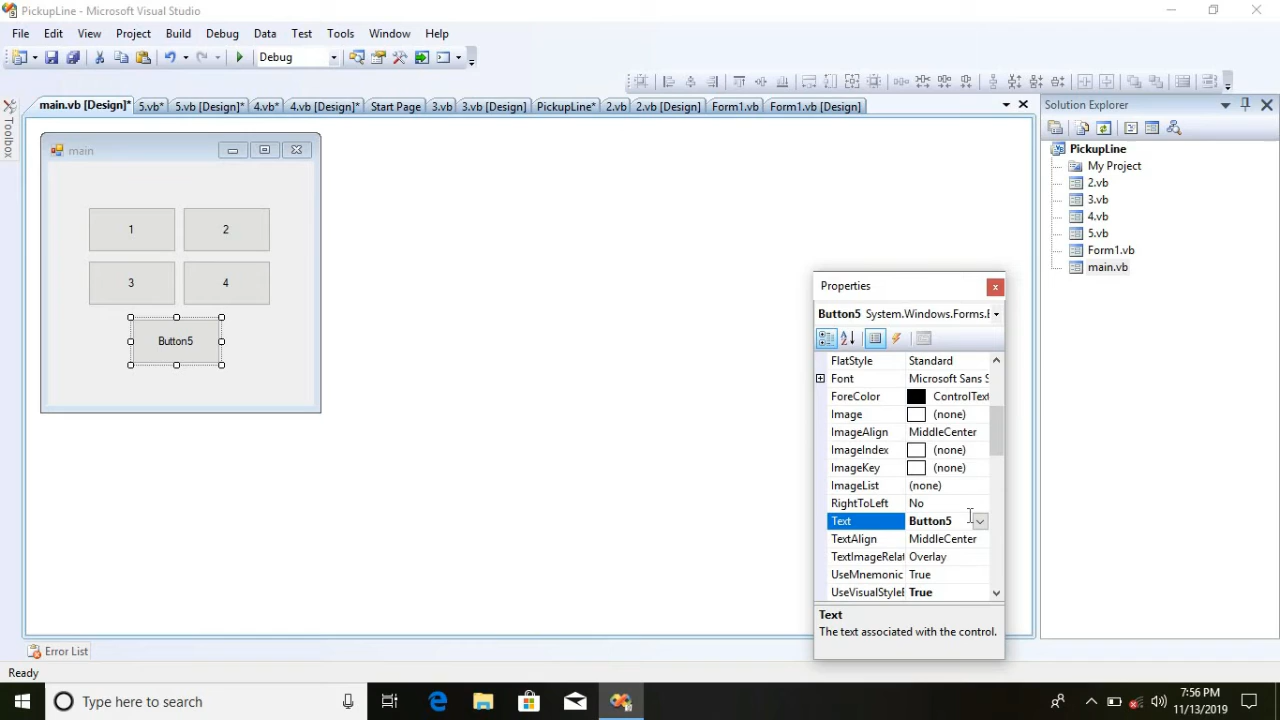 PickupLine - Microsoft Visual Studio
File Edit View Project Build Debug Data Test Tools Window Help
Debug
main.vb [Design]* 5.vb* 5.vb [Design]* 4.vb* 4.vb [Design]* Start Page 3.vb 3.vb [Design] PickupLine* 2.vb 2.vb [Design] Form1.vb Form1.vb [Design]
Toolbox
main
1 2
3 4
Button5
Solution Explorer
PickupLine
My Project
2.vb
3.vb
4.vb
5.vb
Form1.vb
main.vb
Properties
Button5 System.Windows.Forms.
FlatStyle Standard
Font Microsoft Sans S
ForeColor ControlText
Image (none)
ImageAlign MiddleCenter
ImageIndex (none)
ImageKey (none)
ImageList (none)
RightToLeft No
Text Button5
TextAlign MiddleCenter
TextImageRelat Overlay
UseMnemonic True
UseVisualStyle True
Text
The text associated with the control.
Error List
Ready
Type here to search
7:56 PM
11/13/2019